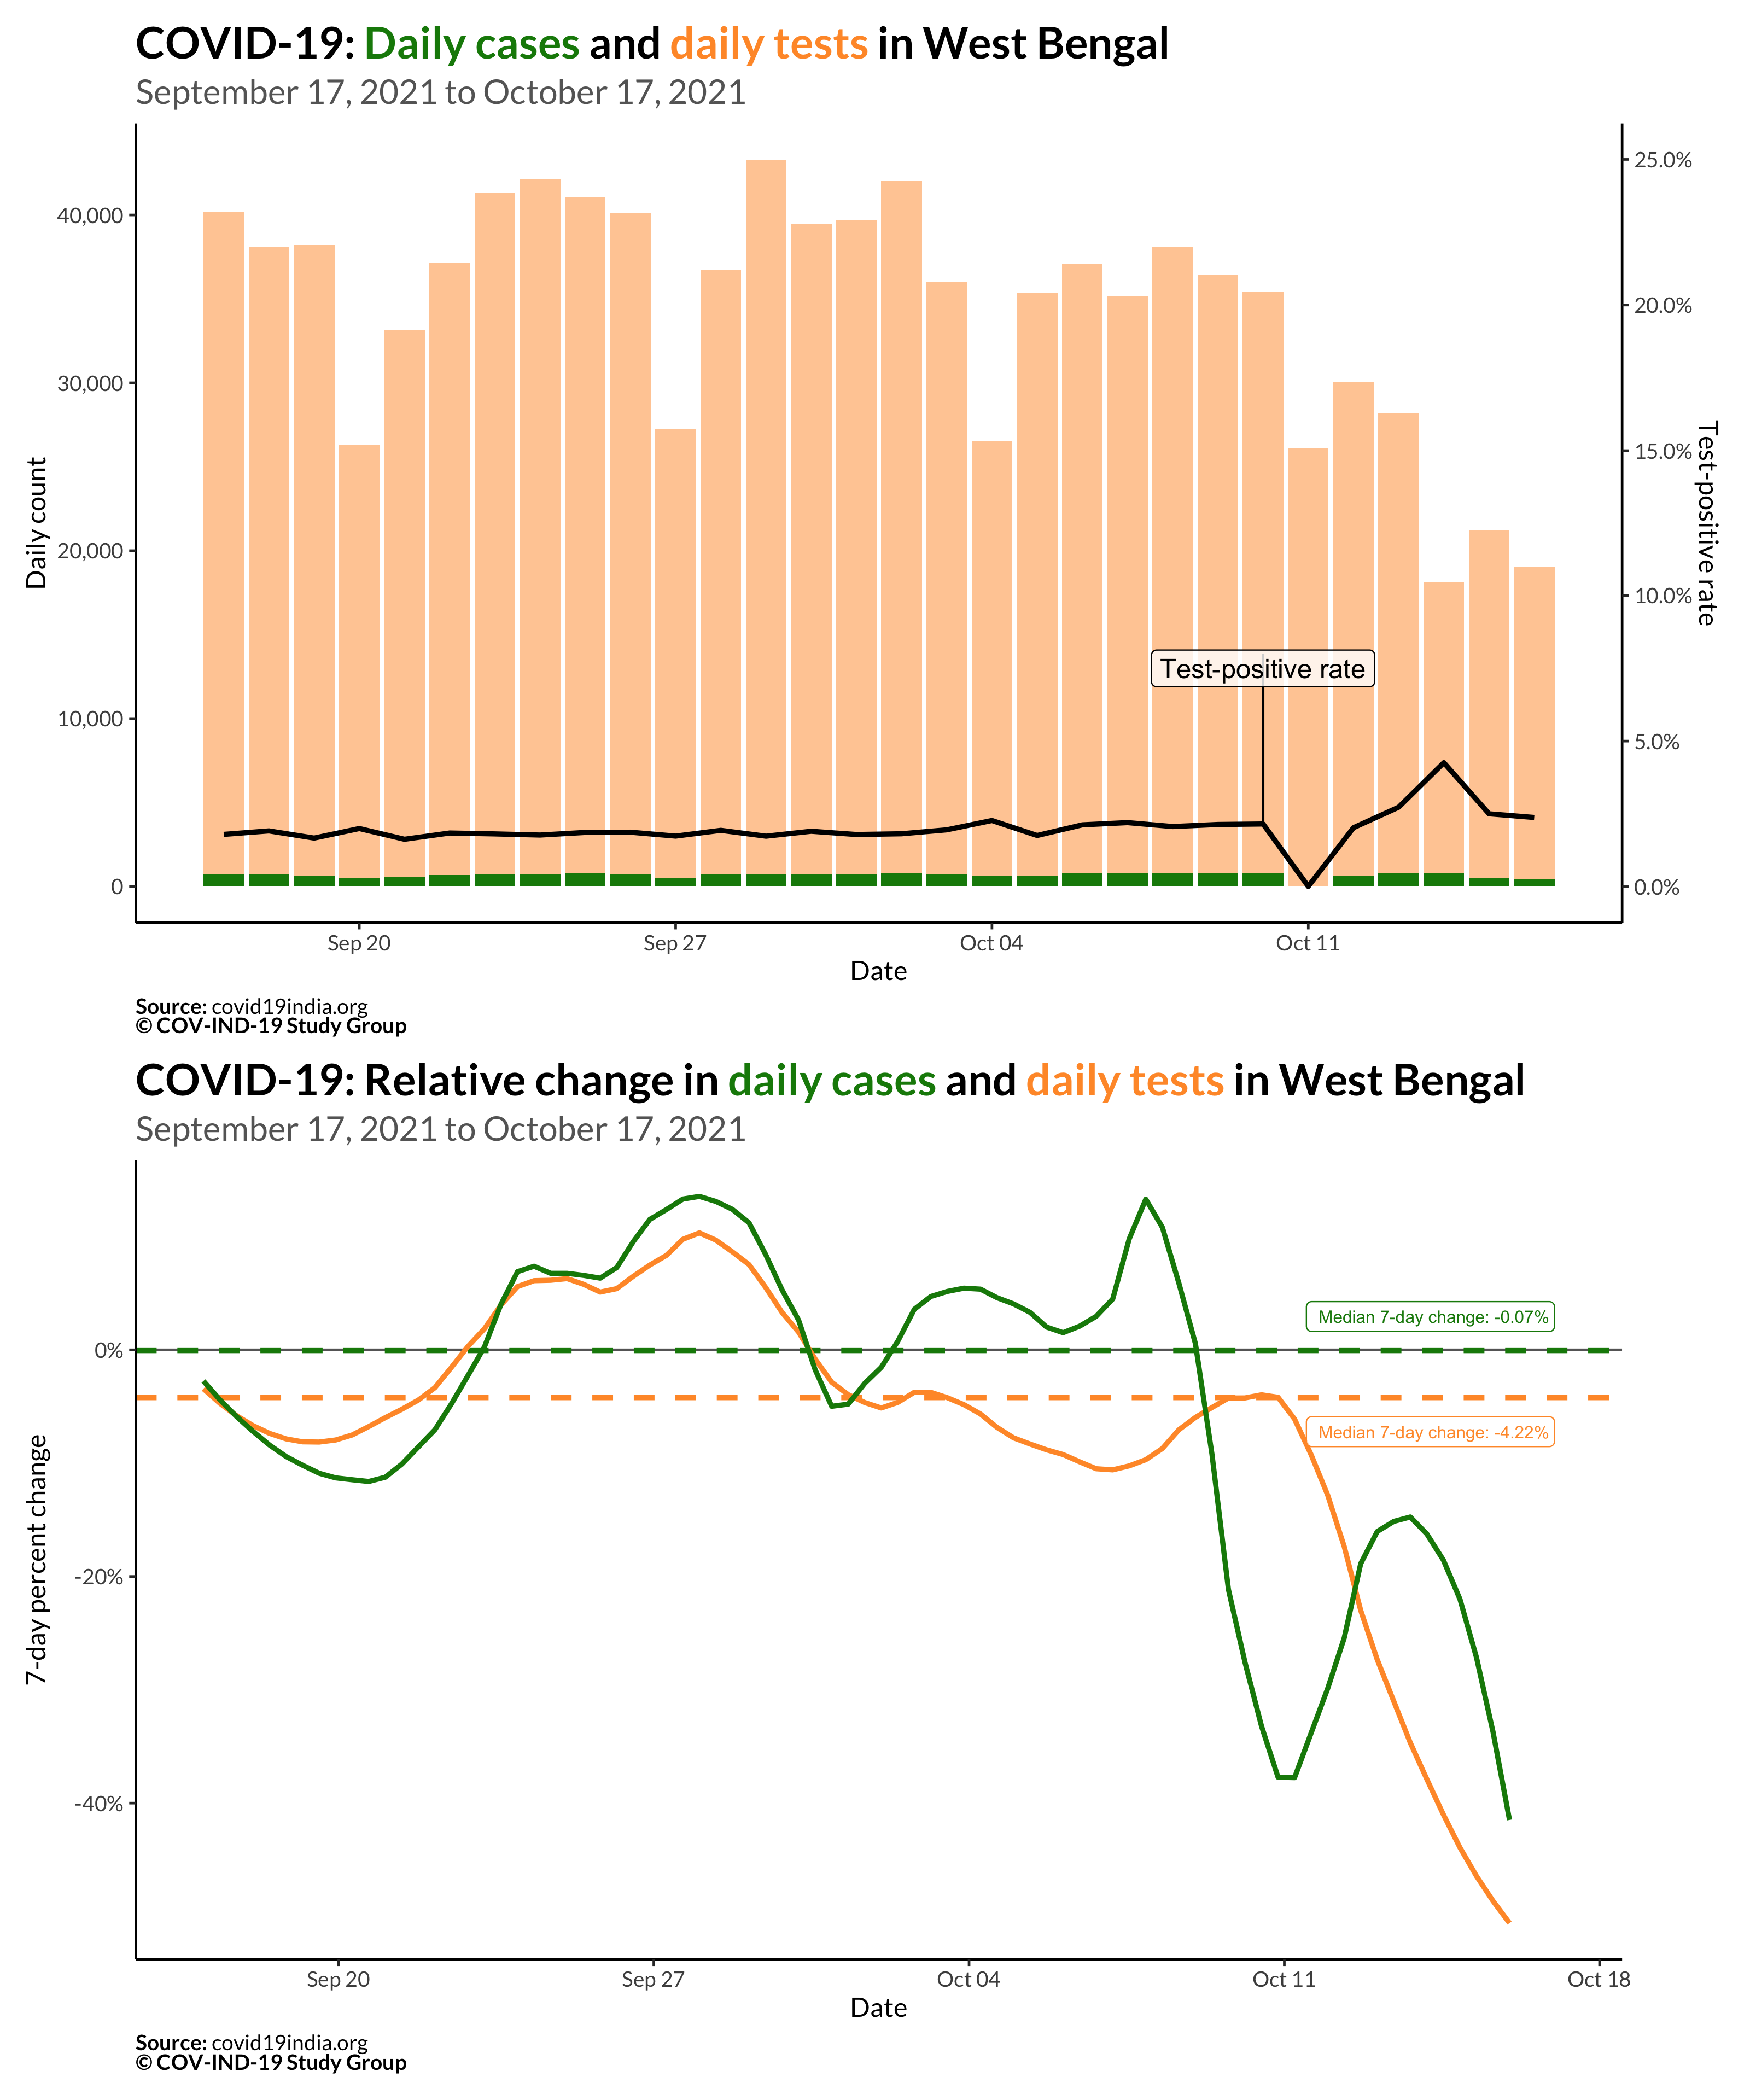 COVID-19: Daily cases and daily tests in West Bengal
September 17, 2021 to October 17, 2021
Daily count
40,000
30,000
20,000
10,000
0
25.0%
20.0%
15.0%
10.0%
5.0%
0.0%
Test-positive rate
Test-positive rate
Sep 20
Sep 27
Oct 04
Oct 11
Date
Source: covid19india.org
© COV-IND-19 Study Group
COVID-19: Relative change in daily cases and daily tests in West Bengal
September 17, 2021 to October 17, 2021
7-day percent change
0%
-20%
-40%
Median 7-day change: -0.07%
Median 7-day change: -4.22%
Sep 20
Sep 27
Oct 04
Oct 11
Oct 18
Date
Source: covid19india.org
© COV-IND-19 Study Group